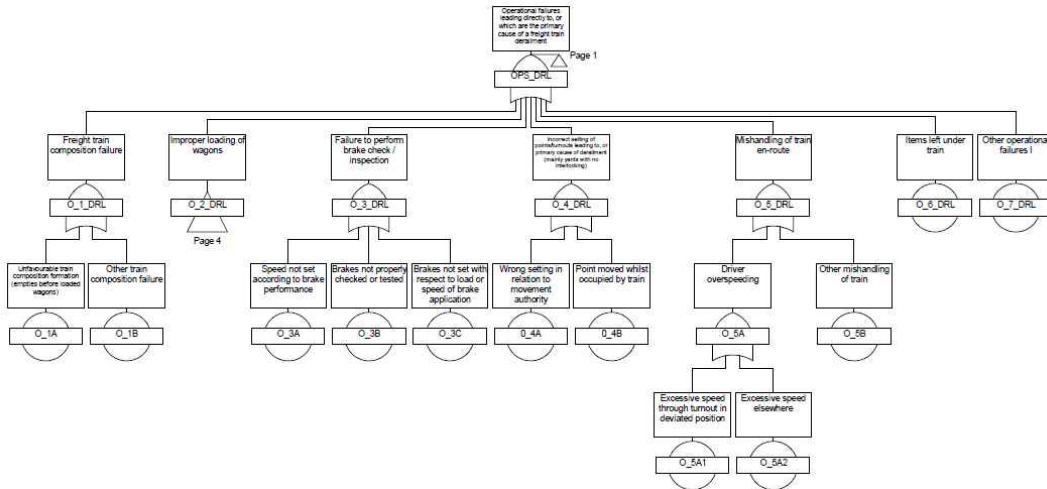 Operational failures
leading directly to, or
which are the primary
cause of a freight train
derailment
Page 1
OPS_DRL
Freight train
composition failure
O_1_DRL
Improper loading of
wagons
O_2_DRL
Page 4
Failure to perform
brake check /
inspection
O_3_DRL
Incorrect setting of
points/turnouts leading to, or
primary cause of derailment
(mainly yards with no
interlocking)
O_4_DRL
Mishandling of train
en-route
O_5_DRL
Items left under
train
O_6_DRL
Other operational
failures I
O_7_DRL
Unfavourable train
composition formation
(empties before loaded
wagons)
O_1A
Other train
composition failure
O_1B
Speed not set
according to brake
performance
O_3A
Brakes not properly
checked or tested
O_3B
Brakes not set with
respect to load or
speed of brake
application
O_3C
Wrong setting in
relation to
movement
authority
0_4A
Point moved whilst
occupied by train
0_4B
Driver
overspeeding
O_5A
Other mishandling
of train
O_5B
Excessive speed
through turnout in
deviated position
O_5A1
Excessive speed
elsewhere
O_5A2